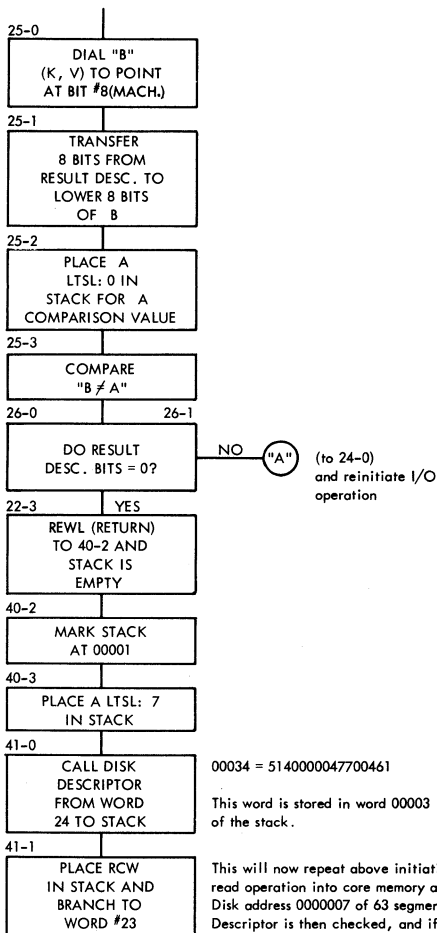 25-0
DIAL "B"
(K, V) TO POINT
AT BIT #8(MACH.)
25-1
TRANSFER
8 BITS FROM
RESULT DESC. TO
LOWER 8 BITS
OF B
25-2
PLACE A
LTSL: 0 IN
STACK FOR A
COMPARISON VALUE
25-3
COMPARE
"B ≠ A"
26-0 26-1
DO RESULT
DESC. BITS = 0?
NO
"A"
(to 24-0)
and reinitiate I/O
operation
22-3 YES
REWL (RETURN)
TO 40-2 AND
STACK IS
EMPTY
40-2
MARK STACK
AT 00001
40-3
PLACE A LTSL: 7
IN STACK
41-0
CALL DISK
DESCRIPTOR
FROM WORD
24 TO STACK
00034 = 5140000047700461
This word is stored in word 00003
of the stack.
41-1
PLACE RCW
IN STACK AND
BRANCH TO
WORD #23
This will now repeat above initiati
read operation into core memory a
Disk address 0000007 of 63 segmen
Descriptor is then checked, and if